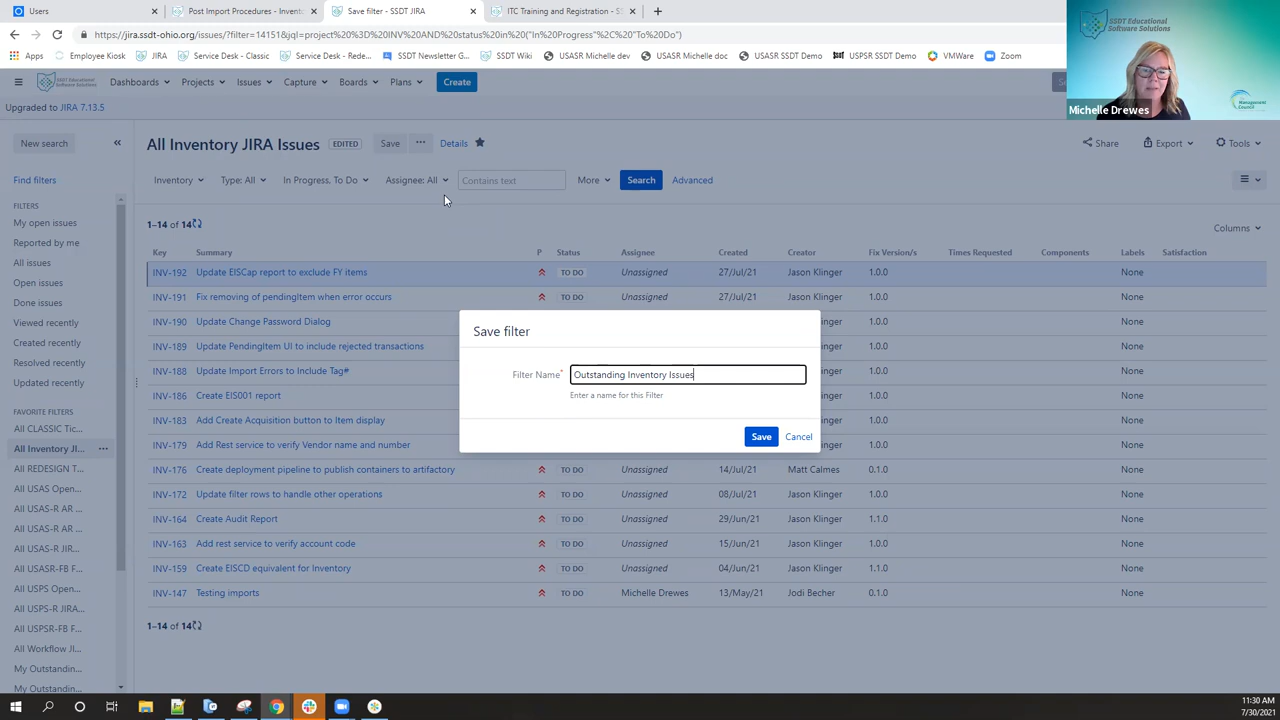 Users
Post Import Procedures - Invento
Save filter - SSDT JIRA
ITC Training and Registration - SS
https://jira.ssdt-ohio.org/issues/?filter=14151&jql=project%20%3D%20INV%20AND%20status%20in%20("In%20Progress"%2C%20"To%20Do")
Apps
Employee Kiosk
JIRA
Service Desk - Classic
Service Desk - Rede...
SSDT Newsletter G...
SSDT Wiki
USASR Michelle dev
USASR Michelle doc
USASR SSDT Demo
USPSR SSDT Demo
VMWare
Zoom
SSDT Educational
Software Solutions
Management
Council
Michelle Drewes
Dashboards
Projects
Issues
Capture
Boards
Plans
Create
Upgraded to JIRA 7.13.5
New search
Find filters
FILTERS
My open issues
Reported by me
All issues
Open issues
Done issues
Viewed recently
Created recently
Resolved recently
Updated recently
FAVORITE FILTERS
All CLASSIC Tic...
All Inventory JI...
All REDESIGN T...
All USAS Open...
All USAS-R AR ...
All USAS-R AR ...
All USAS-R JIR...
All USASR-FB F...
All USPS Open...
All USPS-R JIRA...
All USPSR-FB F...
All Workflow JI...
My Outstandin...
My Outstandin...
All Inventory JIRA Issues
EDITED
Save
Details
Share
Export
Tools
Inventory
Type: All
In Progress, To Do
Assignee: All
Contains text
More
Search
Advanced
1–14 of 14
Columns
Key Summary P Status Assignee Created Creator Fix Version/s Times Requested Components Labels Satisfaction
INV-192 Update EISCap report to exclude FY items TO DO Unassigned 27/Jul/21 Jason Klinger 1.0.0 None
INV-191 Fix removing of pendingItem when error occurs TO DO Unassigned 27/Jul/21 Jason Klinger 1.0.0 None
INV-190 Update Change Password Dialog inger 1.0.0 None
INV-189 Update PendingItem UI to include rejected transactions inger 1.0.0 None
INV-188 Update Import Errors to Include Tag# inger 1.0.0 None
INV-186 Create EIS001 report inger 1.0.0 None
INV-183 Add Create Acquisition button to Item display inger 1.0.0 None
INV-179 Add Rest service to verify Vendor name and number inger 1.0.0 None
INV-176 Create deployment pipeline to publish containers to artifactory TO DO Unassigned 14/Jul/21 Matt Calmes 0.1.0 None
INV-172 Update filter rows to handle other operations TO DO Unassigned 08/Jul/21 Jason Klinger 1.0.0 None
INV-164 Create Audit Report TO DO Unassigned 29/Jun/21 Jason Klinger 1.1.0 None
INV-163 Add rest service to verify account code TO DO Unassigned 15/Jun/21 Jason Klinger 1.0.0 None
INV-159 Create EISCD equivalent for Inventory TO DO Unassigned 04/Jun/21 Jason Klinger 1.1.0 None
INV-147 Testing imports TO DO Michelle Drewes 13/May/21 Jodi Becher 0.1.0 None
1–14 of 14
Save filter
Filter Name*
Outstanding Inventory Issues
Enter a name for this Filter
Save
Cancel
11:30 AM
7/30/2021